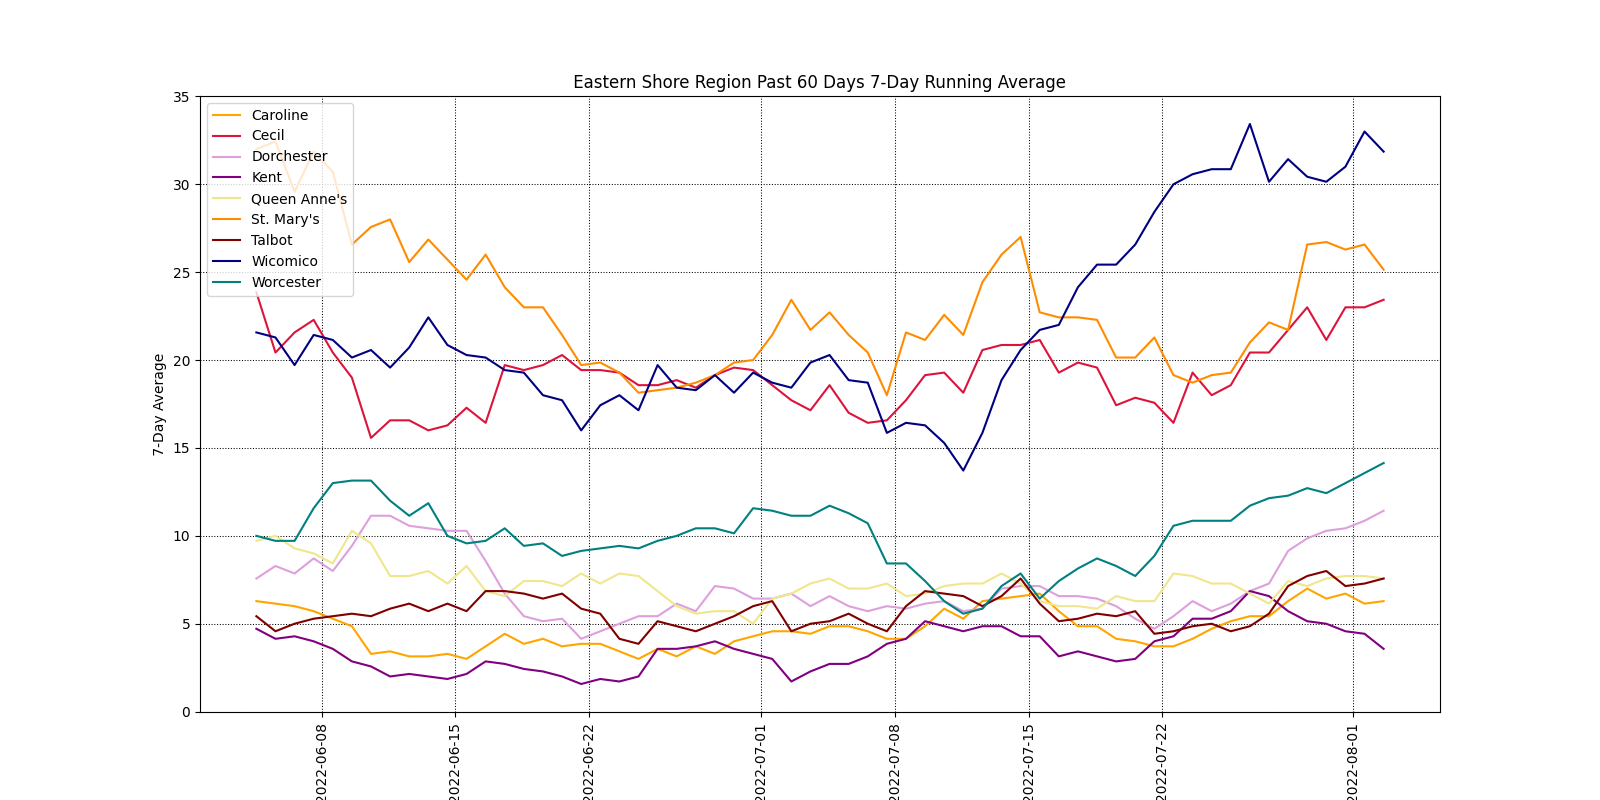 Eastern Shore Region Past 60 Days 7-Day Running Average
35
30
25
20
15
10
5
0
7-Day Average
Caroline
Cecil
Dorchester
Kent
Queen Anne's
St. Mary's
Talbot
Wicomico
Worcester
2022-06-08
2022-06-15
2022-06-22
2022-07-01
2022-07-08
2022-07-15
2022-07-22
2022-08-01